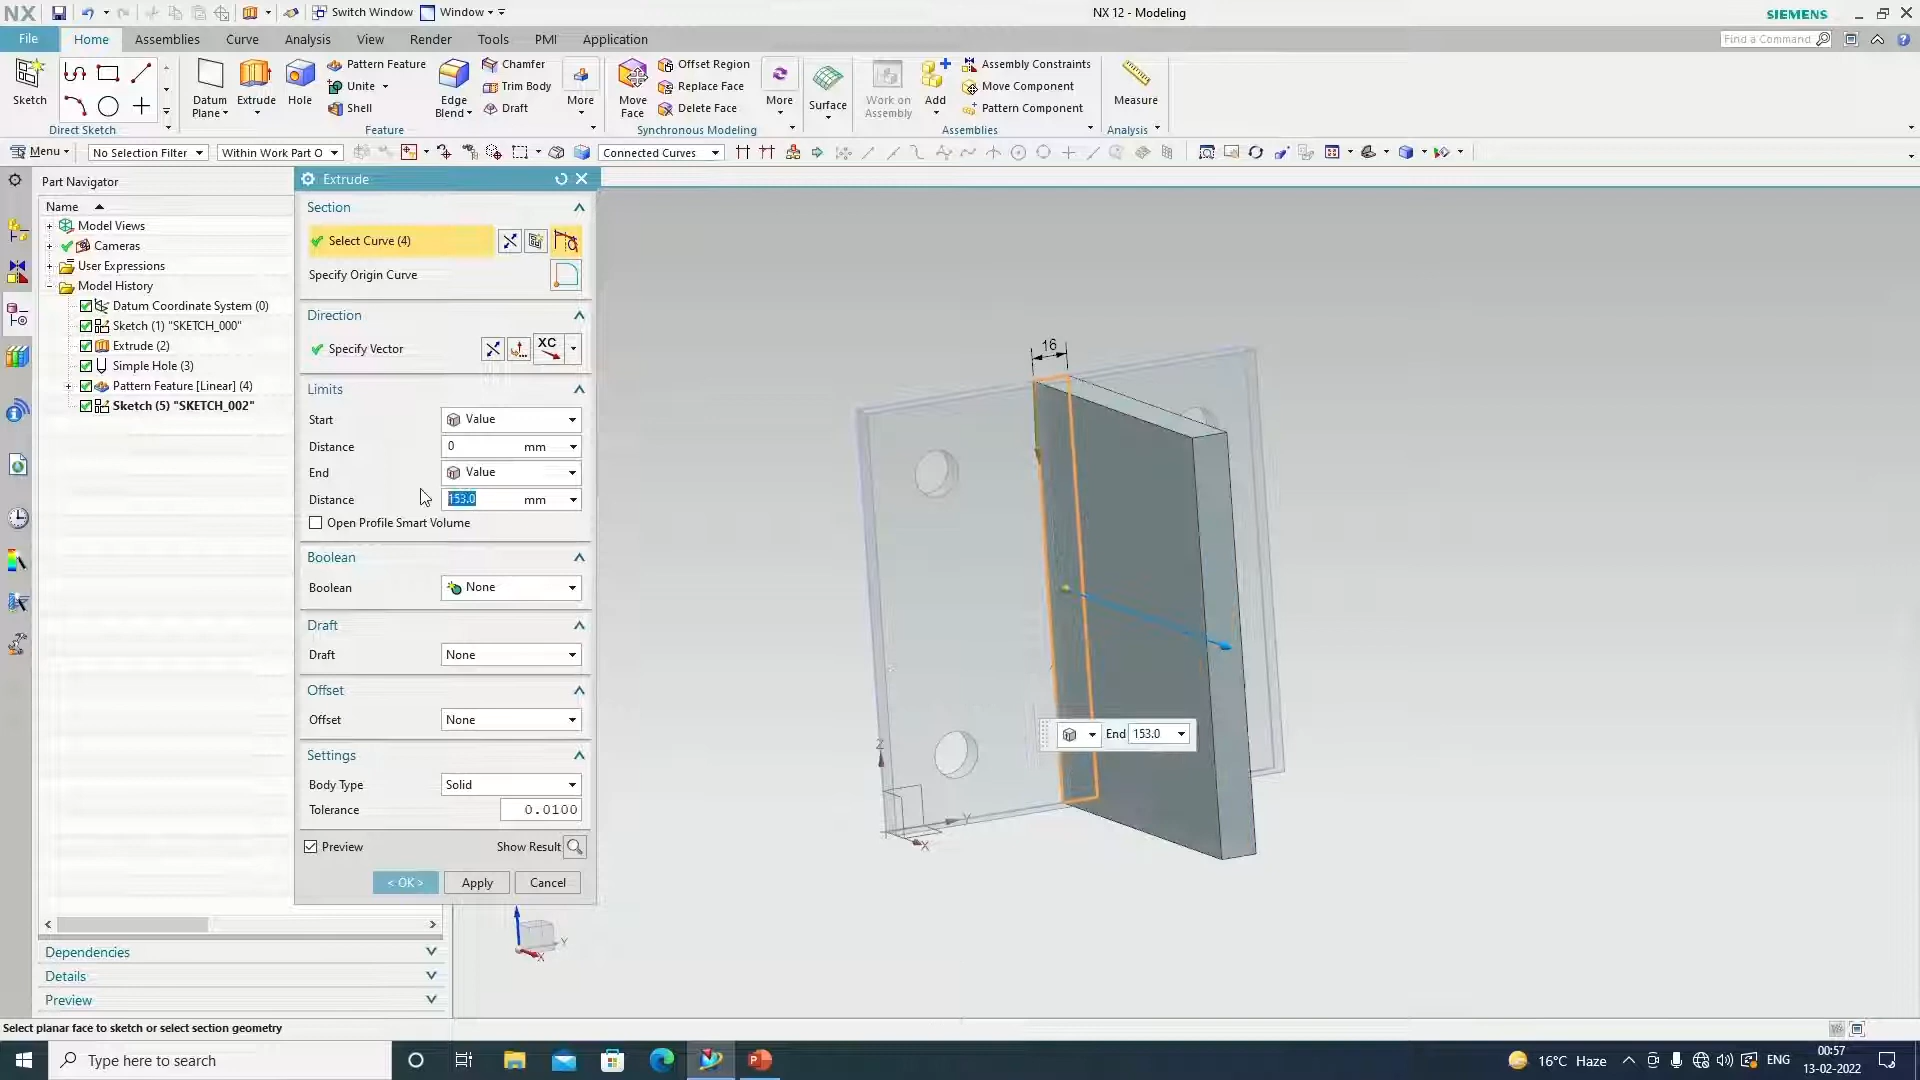 NX
Switch Window
Window
NX 12 - Modeling
SIEMENS
File
Home
Assemblies
Curve
Analysis
View
Render
Tools
PMI
Application
Find a Command
Sketch
Direct Sketch
Datum Plane
Extrude
Hole
Pattern Feature
Unite
Shell
Edge Blend
Chamfer
Trim Body
Draft
More
Feature
Move Face
Offset Region
Replace Face
Delete Face
More
Synchronous Modeling
Surface
Work on Assembly
Add
Assembly Constraints
Move Component
Pattern Component
Assemblies
Measure
Analysis
Menu
No Selection Filter
Within Work Part O
Connected Curves
Part Navigator
Name
Model Views
Cameras
User Expressions
Model History
Datum Coordinate System (0)
Sketch (1) "SKETCH_000"
Extrude (2)
Simple Hole (3)
Pattern Feature [Linear] (4)
Sketch (5) "SKETCH_002"
Dependencies
Details
Preview
Extrude
Section
Select Curve (4)
Specify Origin Curve
Direction
Specify Vector
XC
Limits
Start
Value
Distance
0 mm
End
Value
Distance
153.0 mm
Open Profile Smart Volume
Boolean
Boolean
None
Draft
Draft
None
Offset
Offset
None
Settings
Body Type
Solid
Tolerance
0.0100
Preview
Show Result
< OK >
Apply
Cancel
16
End 153.0
Z
Y
X
Y
X
Select planar face to sketch or select section geometry
Type here to search
16°C Haze
ENG
00:57
13-02-2022